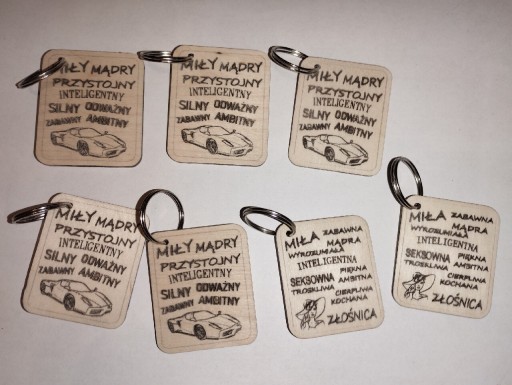 MIŁY MĄDRY
PRZYSTOJNY
INTELIGENTNY
SILNY ODWAŻNY
ZABAWNY AMBITNY
MIŁY MĄDRY
PRZYSTOJNY
INTELIGENTNY
SILNY ODWAŻNY
ZABAWNY AMBITNY
MIŁY MĄDRY
PRZYSTOJNY
INTELIGENTNY
SILNY ODWAŻNY
ZABAWNY AMBITNY
MIŁY MĄDRY
PRZYSTOJNY
INTELIGENTNY
SILNY ODWAŻNY
ZABAWNY AMBITNY
MIŁY MĄDRY
PRZYSTOJNY
INTELIGENTNY
SILNY ODWAŻNY
ZABAWNY AMBITNY
MIŁA ZABAWNA
MĄDRA
WYROZUMIAŁA
INTELIGENTNA
SEKSOWNA PIĘKNA
TROSKLIWA AMBITNA
CIERPLIWA
KOCHANA
ZŁOŚNICA
MIŁA ZABAWNA
MĄDRA
WYROZUMIAŁA
INTELIGENTNA
SEKSOWNA PIĘKNA
TROSKLIWA AMBITNA
CIERPLIWA
KOCHANA
ZŁOŚNICA